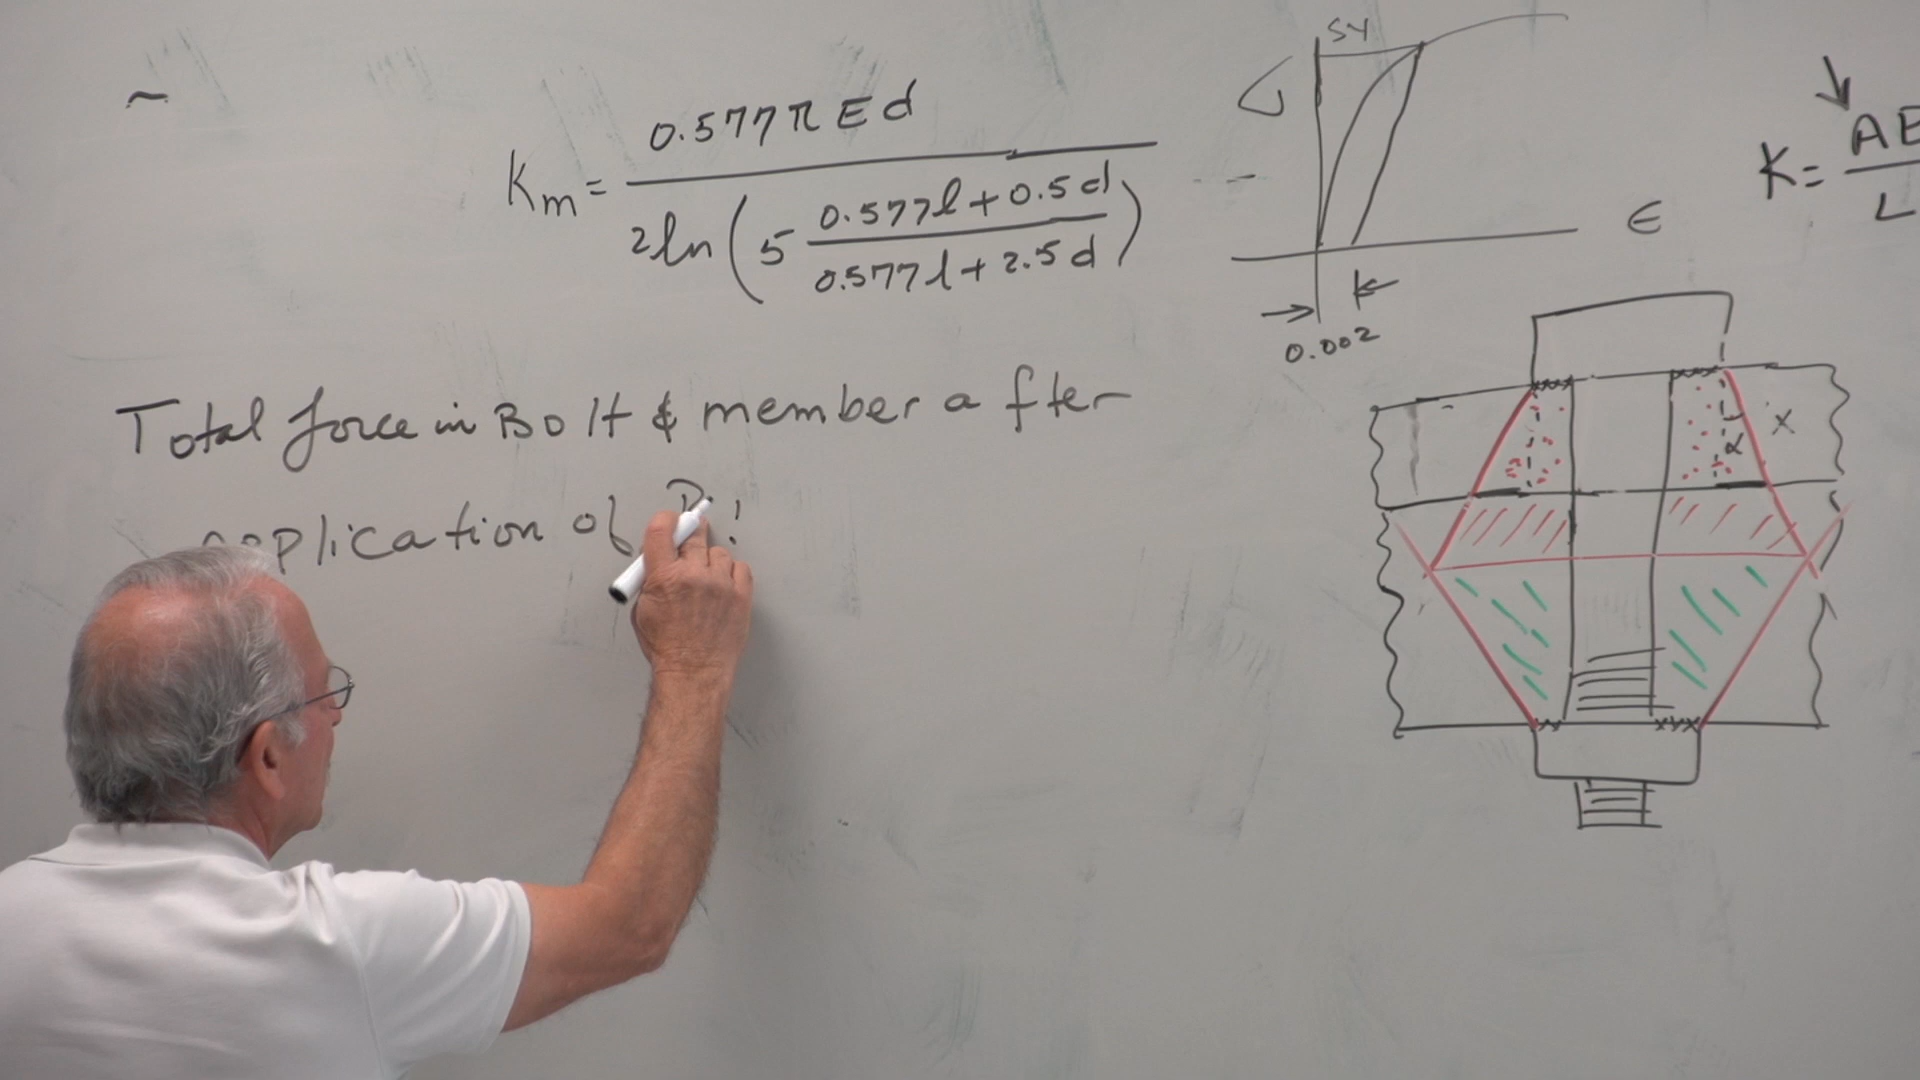 Km = 0.577πEd / 2ln(5 0.577l+0.5d / 0.577l+2.5d)
Total force in Bolt & member after
application of P:
Sy
σ
ϵ
0.002
K = AE / L
α
x